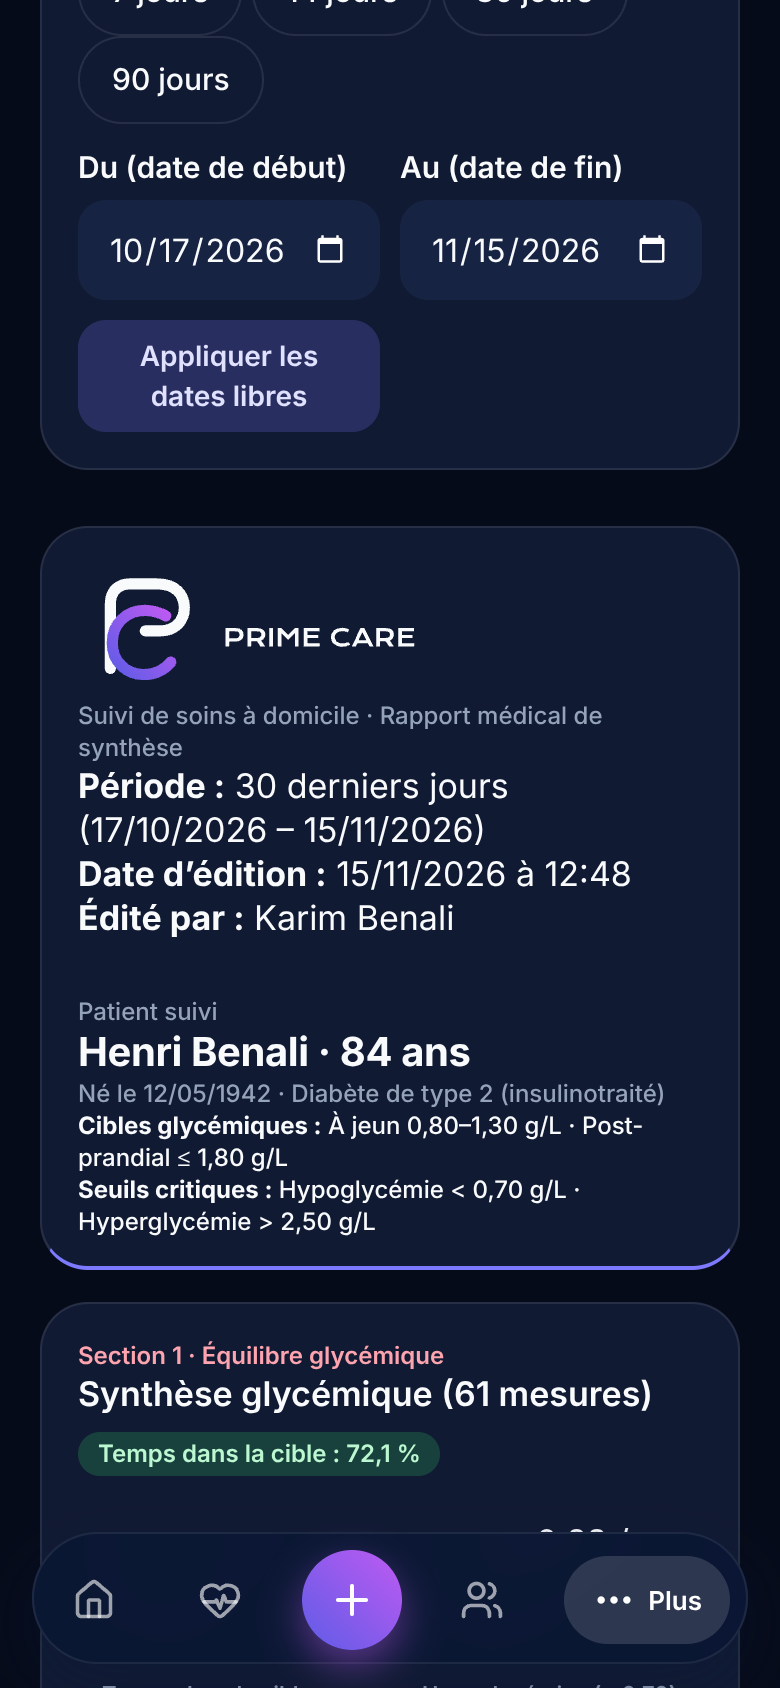 90 jours
Du (date de début)
Au (date de fin)
10/17/2026
11/15/2026
Appliquer les
dates libres
PRIME CARE
Suivi de soins à domicile · Rapport médical de
synthèse
Période : 30 derniers jours
(17/10/2026 – 15/11/2026)
Date d’édition : 15/11/2026 à 12:48
Édité par : Karim Benali
Patient suivi
Henri Benali · 84 ans
Né le 12/05/1942 · Diabète de type 2 (insulinotraité)
Cibles glycémiques : À jeun 0,80–1,30 g/L · Post-
prandial ≤ 1,80 g/L
Seuils critiques : Hypoglycémie < 0,70 g/L ·
Hyperglycémie > 2,50 g/L
Section 1 · Équilibre glycémique
Synthèse glycémique (61 mesures)
Temps dans la cible : 72,1 %
Plus